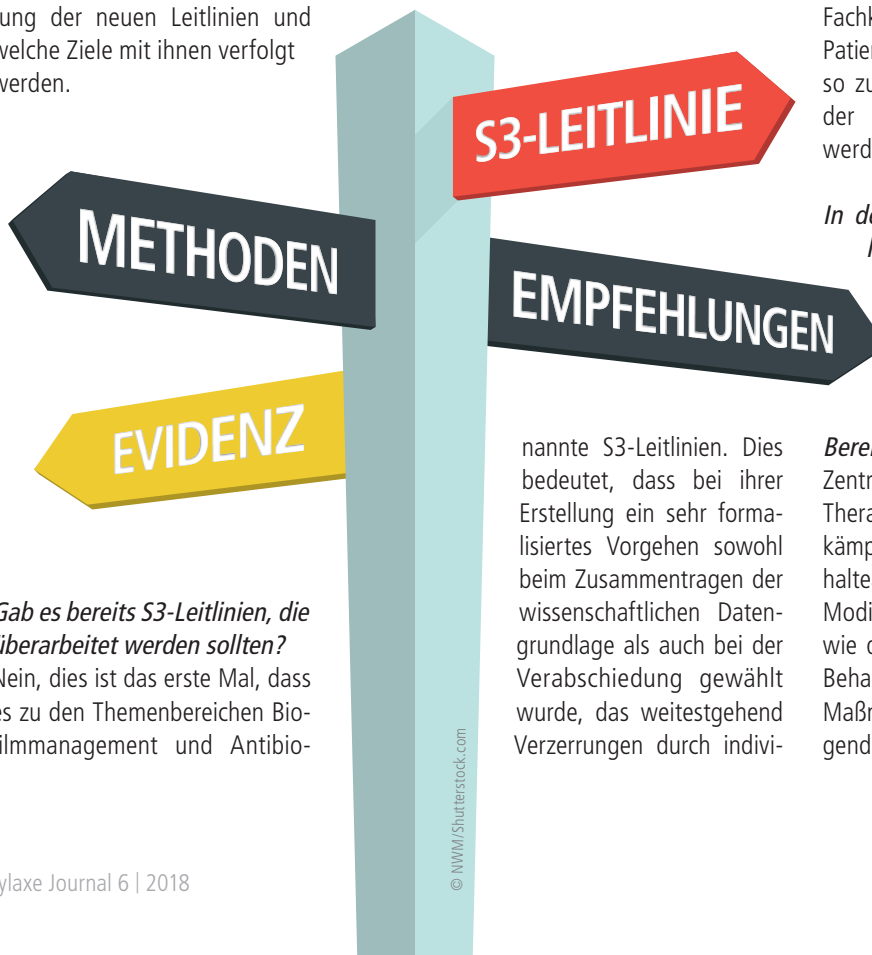 ung der neuen Leitlinien und
welche Ziele mit ihnen verfolgt
werden.
METHODEN
EVIDENZ
Gab es bereits S3-Leitlinien, die
überarbeitet werden sollten?
Nein, dies ist das erste Mal, dass
es zu den Themenbereichen Bio-
filmmanagement und Antibio-
ylaxe Journal 6 | 2018
S3-LEITLINIE
EMPFEHLUNGEN
nannte S3-Leitlinien. Dies
bedeutet, dass bei ihrer
Erstellung ein sehr forma-
lisiertes Vorgehen sowohl
beim Zusammentragen der
wissenschaftlichen Daten-
grundlage als auch bei der
Verabschiedung gewählt
wurde, das weitestgehend
Verzerrungen durch indivi-
© NWM/Shutterstock.com
Fachk
Patien
so zu
der
werd
In de
Berei
Zentr
Thera
kämp
halte
Modi
wie d
Beha
Maßn
gend